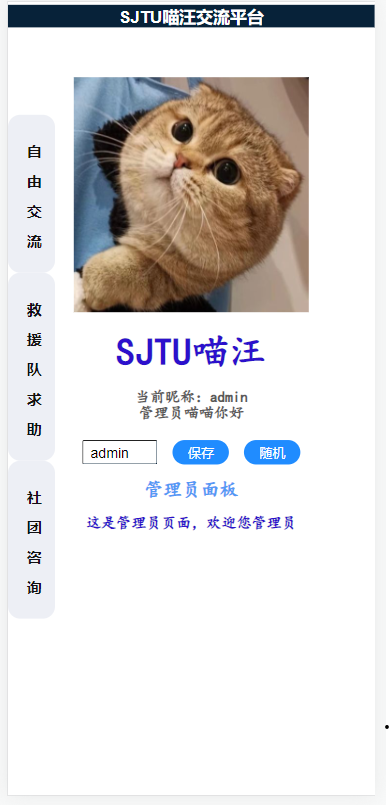 SJTU喵汪交流平台
自由交流
救援队求助
社团咨询
SJTU喵汪
当前昵称：admin
管理员喵喵你好
admin 保存 随机
管理员面板
这是管理员页面，欢迎您管理员